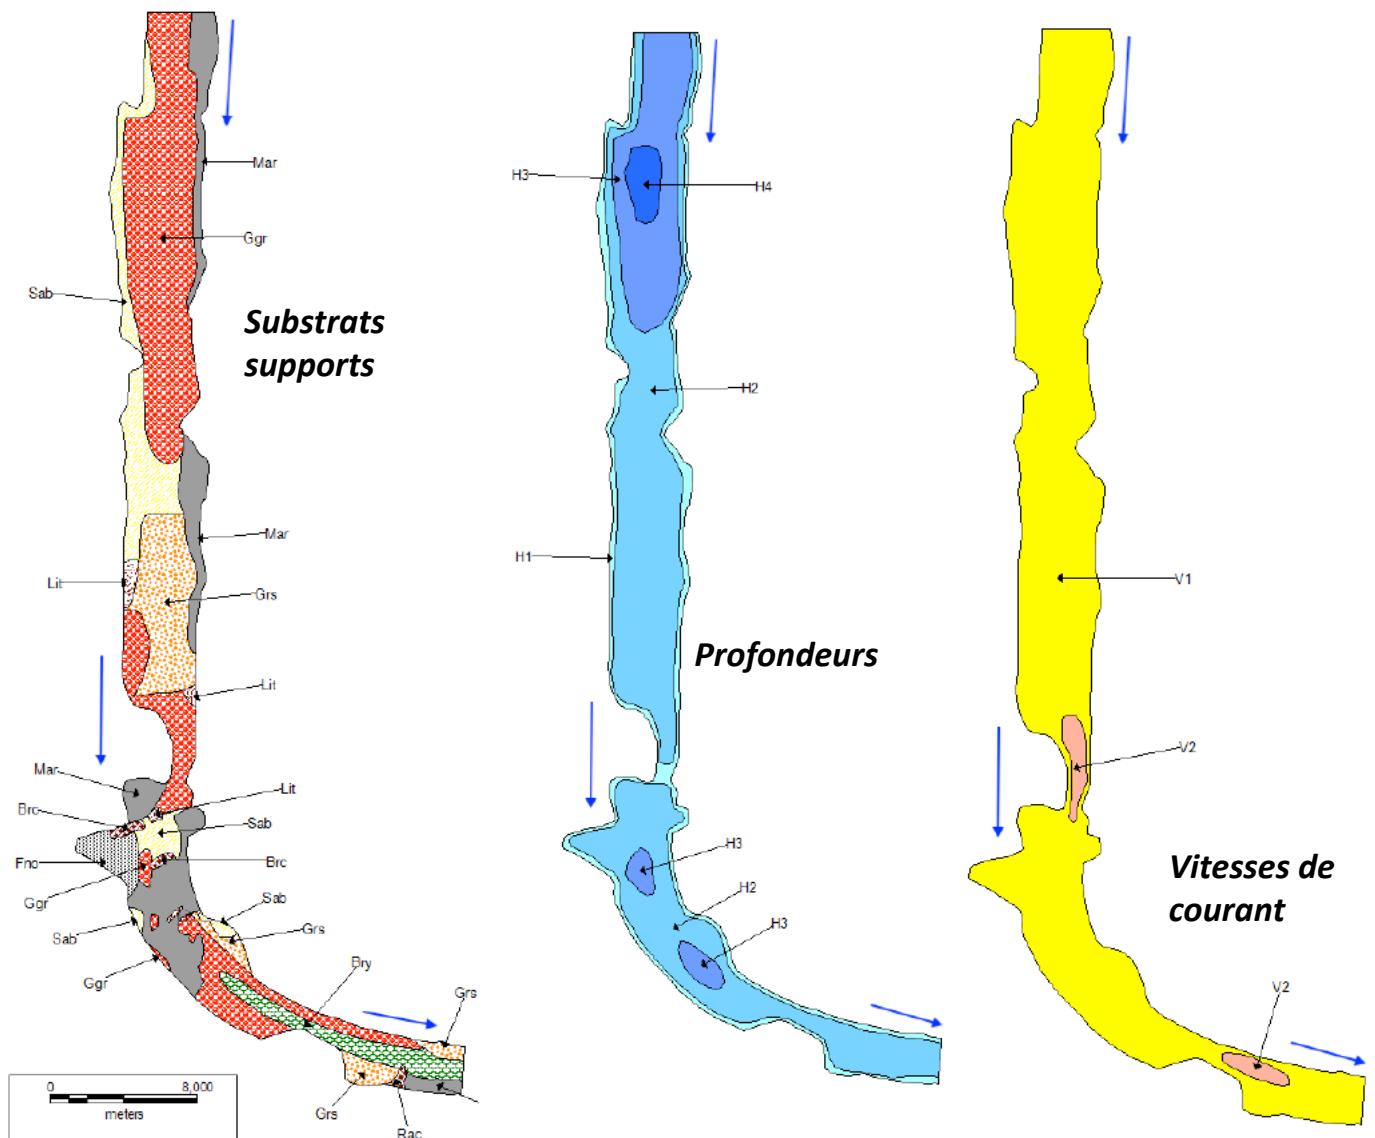 Mar
Ggr
Sab
Substrats
supports
Mar
Lit
Grs
Lit
Mar
Lit
Brc
Sab
Fno
Brc
Ggr
Sab
Sab
Grs
Ggr
Bry
Grs
Grs
Rac
0 8,000
meters
H3
H4
H2
H1
Profondeurs
H3
H2
H3
V1
V2
Vitesses de
courant
V2